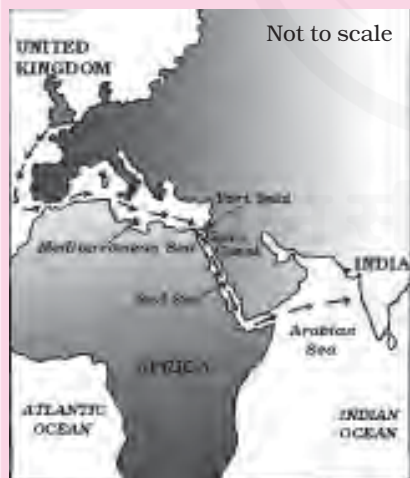 Not to scale
UNITED
KINGDOM
Port Said
Suez
Canal
Mediterranean Sea
INDIA
Red Sea
Arabian
Sea
AFRICA
ATLANTIC
OCEAN
INDIAN
OCEAN